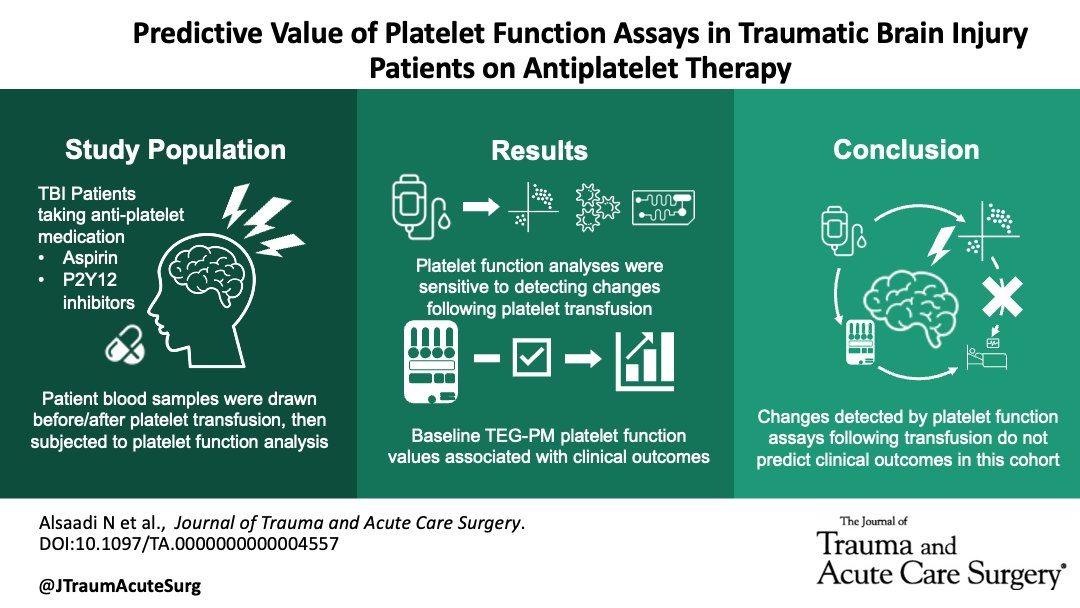 Predictive Value of Platelet Function Assays in Traumatic Brain Injury
Patients on Antiplatelet Therapy
Study Population
TBI Patients
taking anti-platelet
medication
• Aspirin
• P2Y12
inhibitors
Patient blood samples were drawn
before/after platelet transfusion, then
subjected to platelet function analysis
Results
Platelet function analyses were
sensitive to detecting changes
following platelet transfusion
Baseline TEG-PM platelet function
values associated with clinical outcomes
Conclusion
Changes detected by platelet function
assays following transfusion do not
predict clinical outcomes in this cohort
Alsaadi N et al., Journal of Trauma and Acute Care Surgery.
DOI:10.1097/TA.0000000000004557
@JTraumAcuteSurg
The Journal of
Trauma and
Acute Care Surgery®